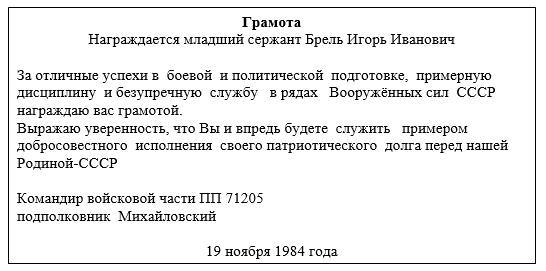 Грамота
Награждается младший сержант Брель Игорь Иванович
За отличные успехи в боевой и политической подготовке, примерную
дисциплину и безупречную службу в рядах Вооружённых сил СССР
награждаю вас грамотой.
Выражаю уверенность, что Вы и впредь будете служить примером
добросовестного исполнения своего патриотического долга перед нашей
Родиной-СССР
Командир войсковой части ПП 71205
подполковник Михайловский
19 ноября 1984 года